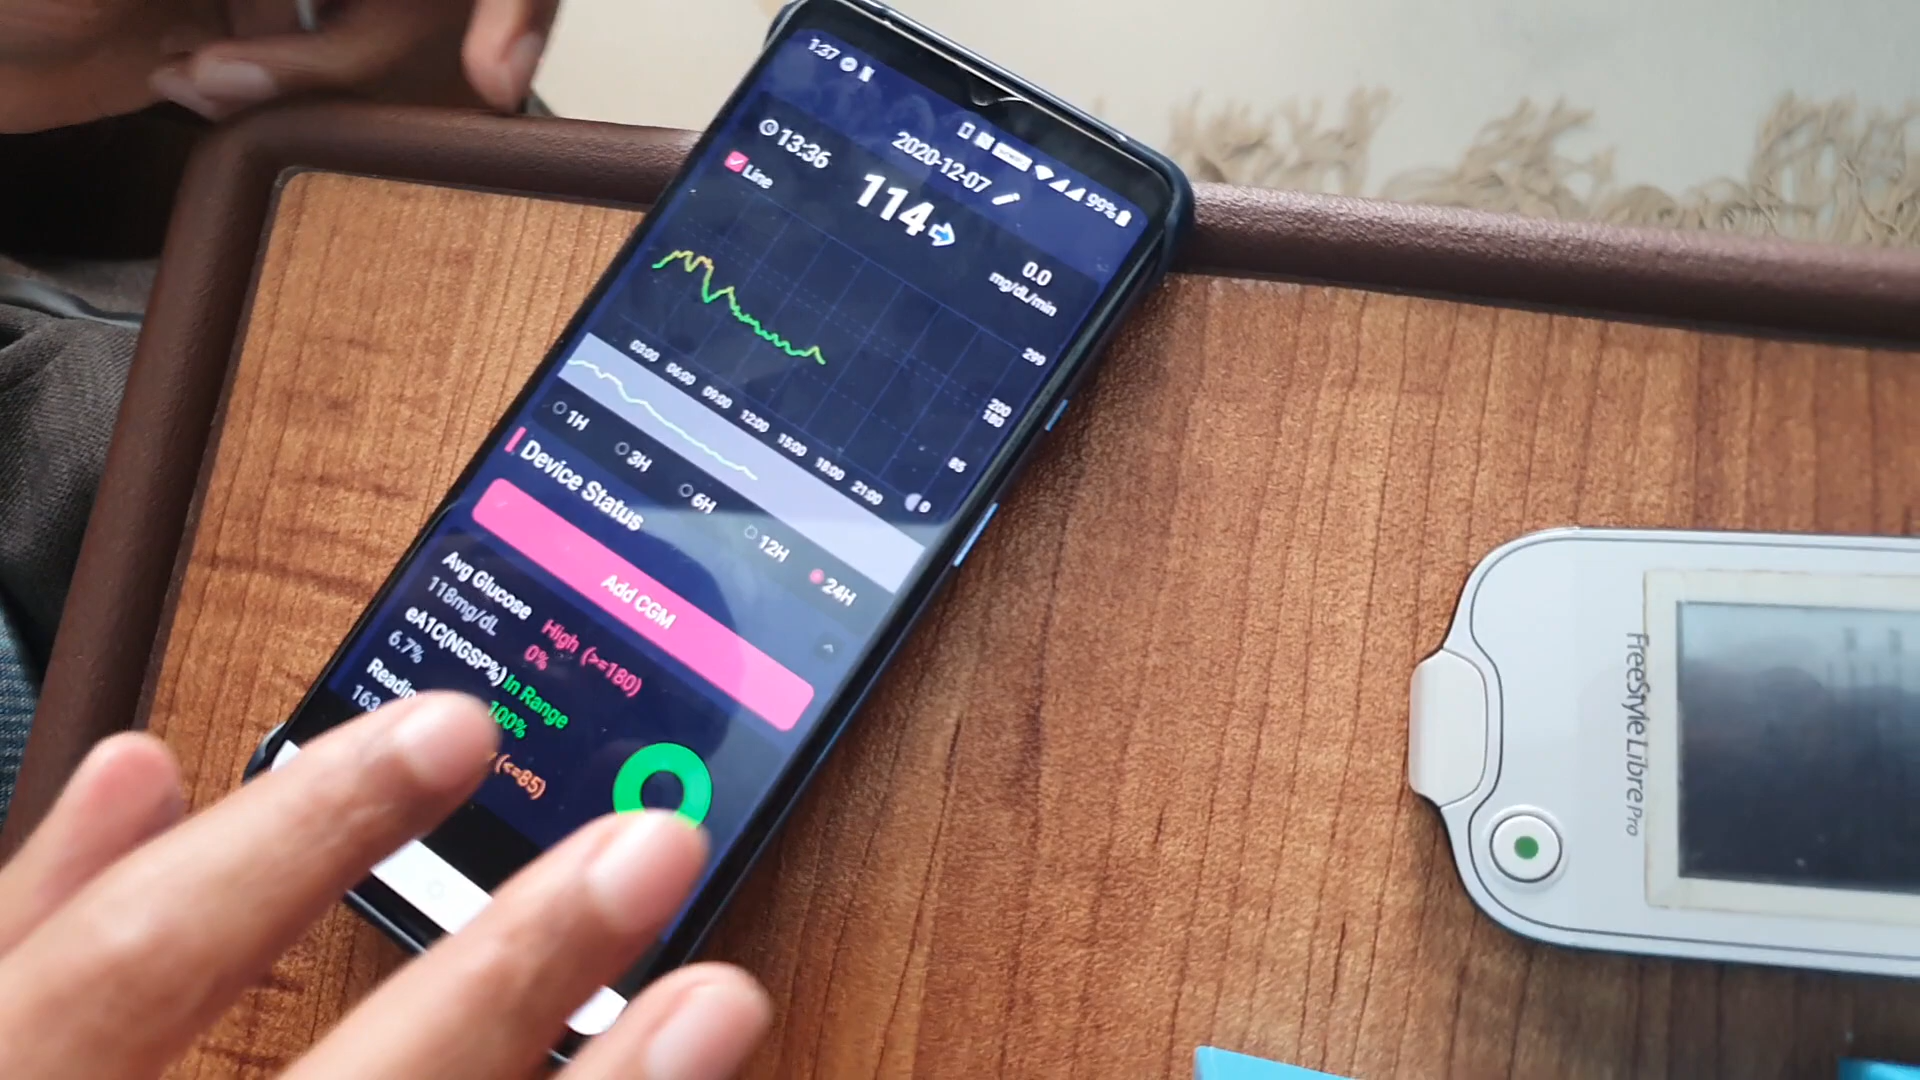 1:37
99%
13:36
2020-12-07
Line
114
0.0
mg/dL/min
299
200
180
85
0
03:00 06:00 09:00 12:00 15:00 18:00 21:00
1H 3H 6H 12H 24H
Device Status
Add CGM
Avg Glucose
118mg/dL
eA1C(NGSP%)
6.7%
Readin
163
High (>=180)
0%
In Range
100%
(<=85)
FreeStyle Libre Pro